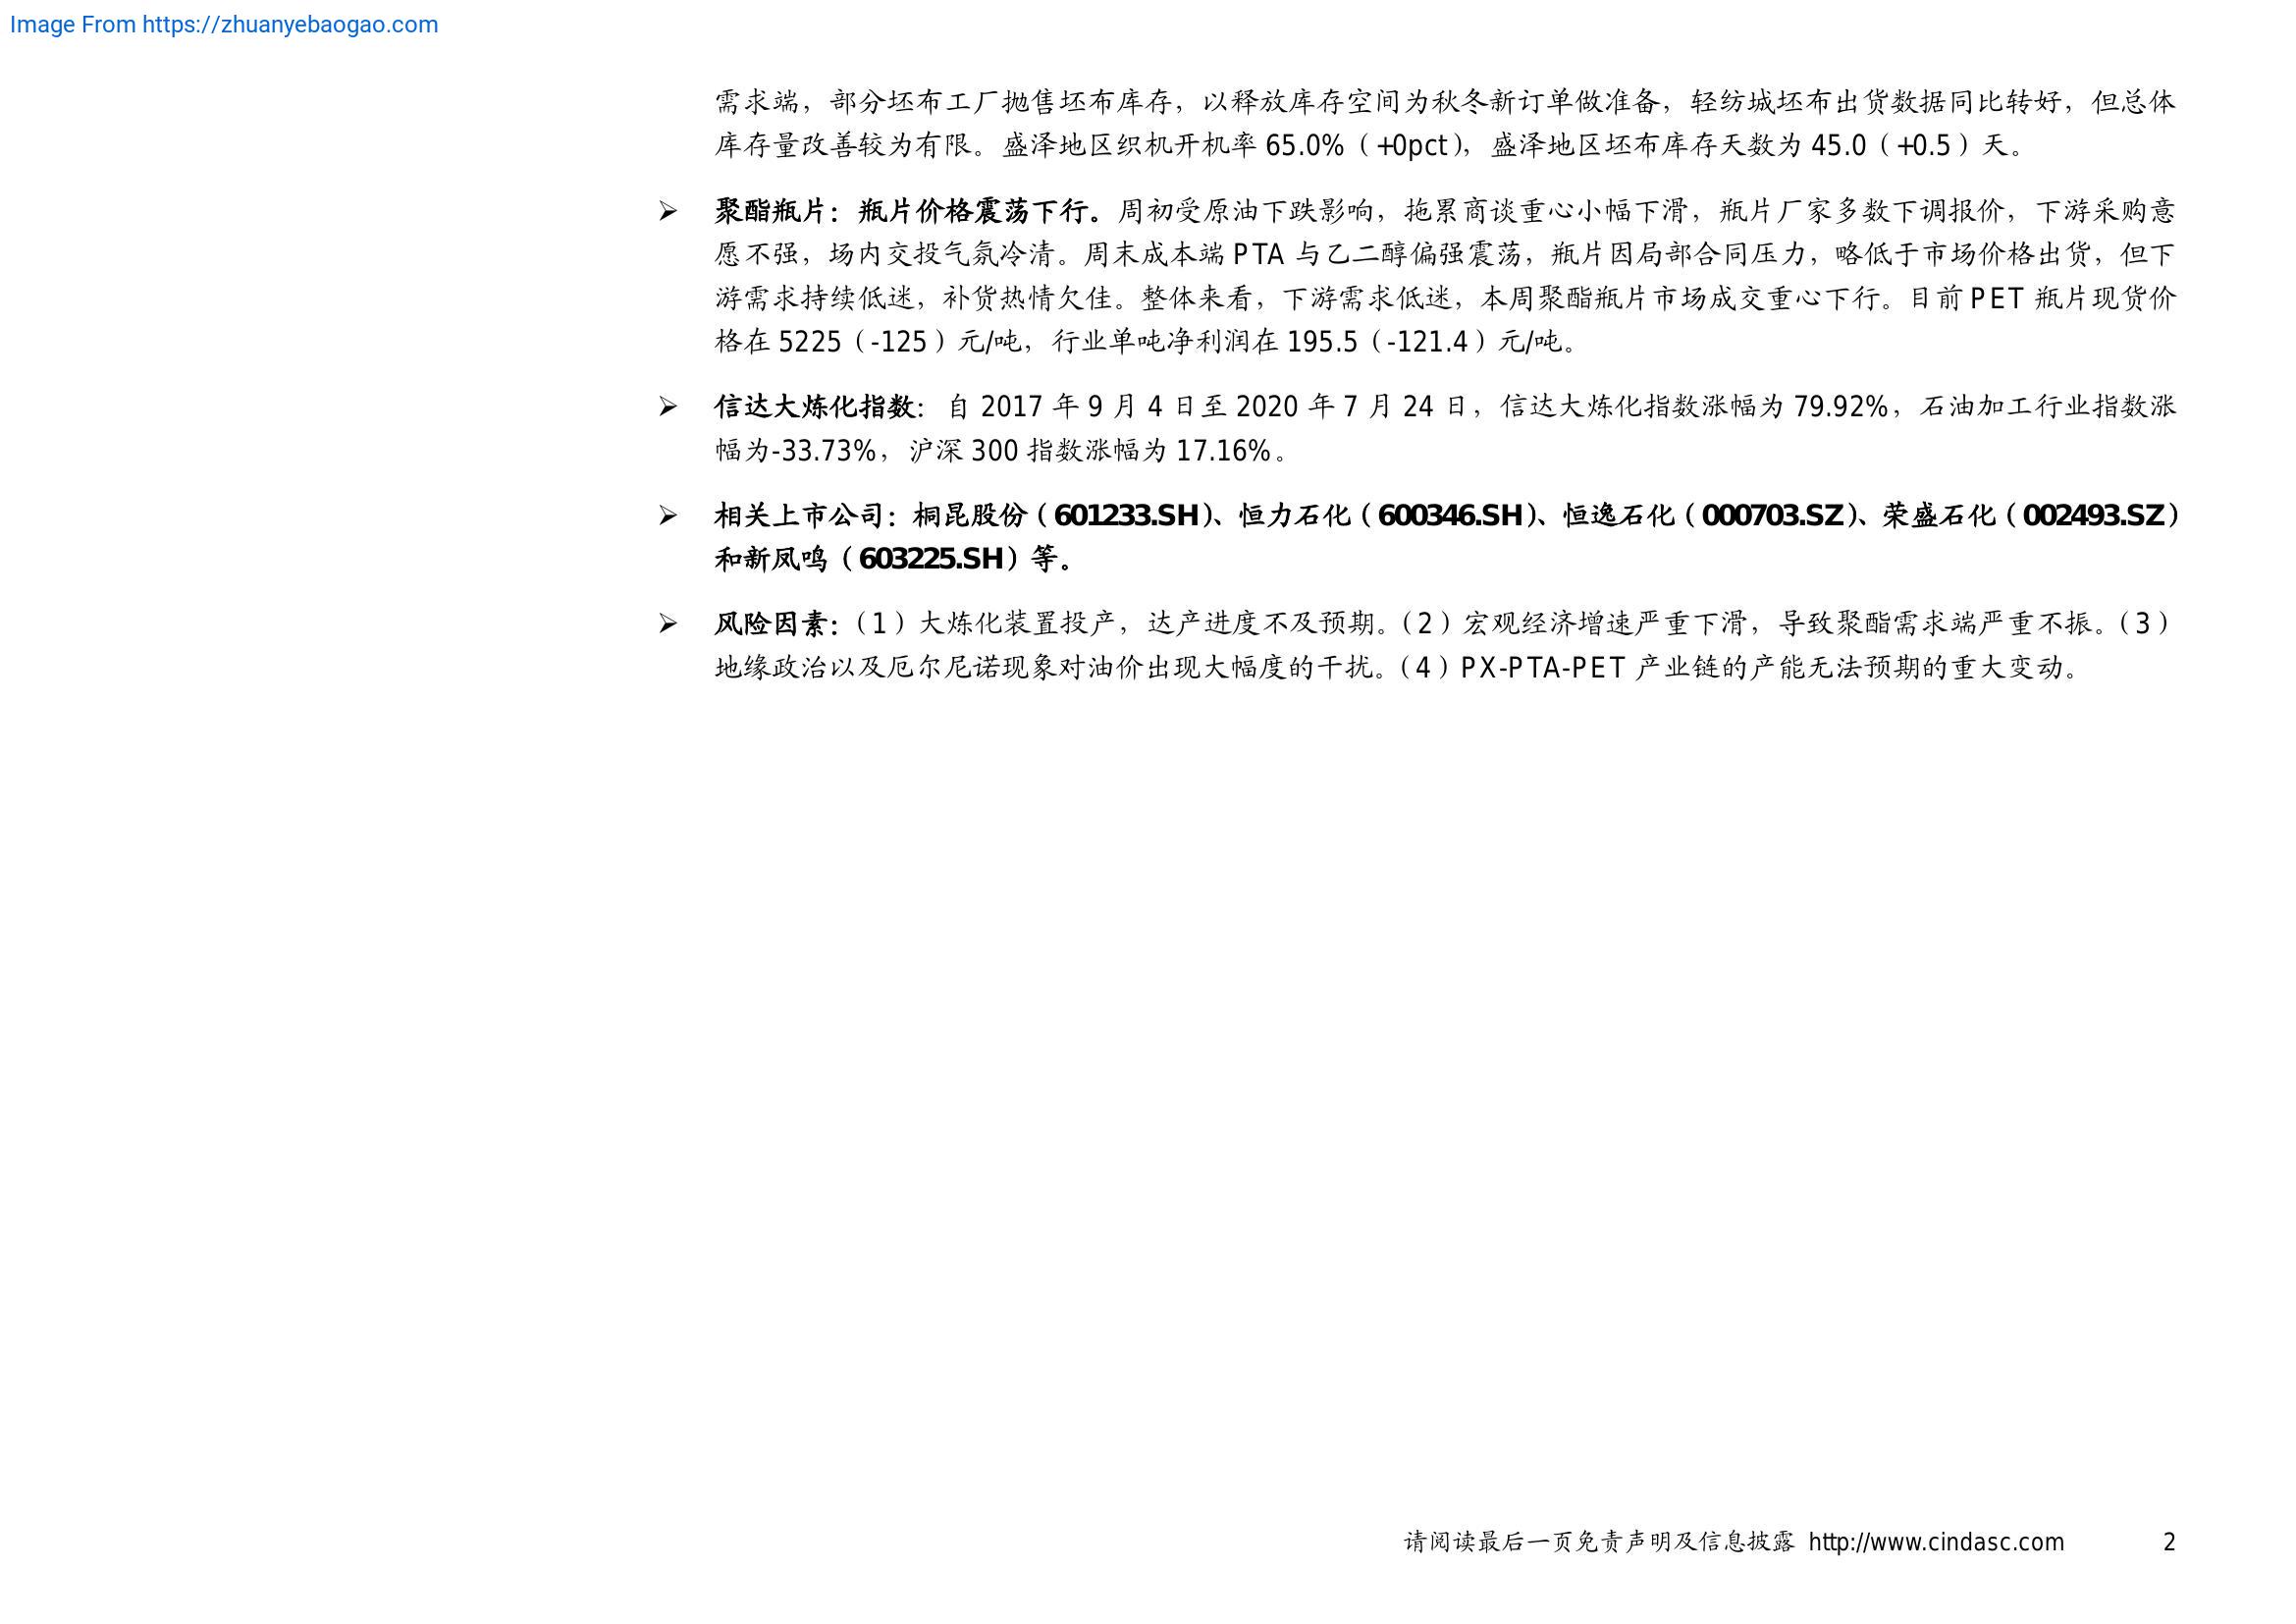 Image From https://zhuanyebaogao.com
需求端，部分坯布工厂抛售坯布库存，以释放库存空间为秋冬新订单做准备，轻纺城坯布出货数据同比转好，但总体
库存量改善较为有限。盛泽地区织机开机率 65.0%（+0pct），盛泽地区坯布库存天数为 45.0（+0.5）天。
➢ 聚酯瓶片：瓶片价格震荡下行。周初受原油下跌影响，拖累商谈重心小幅下滑，瓶片厂家多数下调报价，下游采购意
愿不强，场内交投气氛冷清。周末成本端 PTA 与乙二醇偏强震荡，瓶片因局部合同压力，略低于市场价格出货，但下
游需求持续低迷，补货热情欠佳。整体来看，下游需求低迷，本周聚酯瓶片市场成交重心下行。目前 PET 瓶片现货价
格在 5225（-125）元/吨，行业单吨净利润在 195.5（-121.4）元/吨。
➢ 信达大炼化指数：自 2017 年 9 月 4 日至 2020 年 7 月 24 日，信达大炼化指数涨幅为 79.92%，石油加工行业指数涨
幅为-33.73%，沪深 300 指数涨幅为 17.16%。
➢ 相关上市公司：桐昆股份（601233.SH）、恒力石化（600346.SH）、恒逸石化（000703.SZ）、荣盛石化（002493.SZ）
和新凤鸣（603225.SH）等。
➢ 风险因素：（1）大炼化装置投产，达产进度不及预期。（2）宏观经济增速严重下滑，导致聚酯需求端严重不振。（3）
地缘政治以及厄尔尼诺现象对油价出现大幅度的干扰。（4）PX-PTA-PET 产业链的产能无法预期的重大变动。
请阅读最后一页免责声明及信息披露 http://www.cindasc.com 2